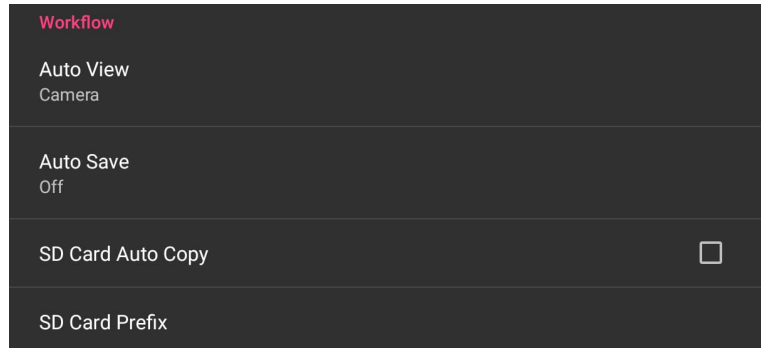 Workflow
Auto View
Camera
Auto Save
Off
SD Card Auto Copy
SD Card Prefix